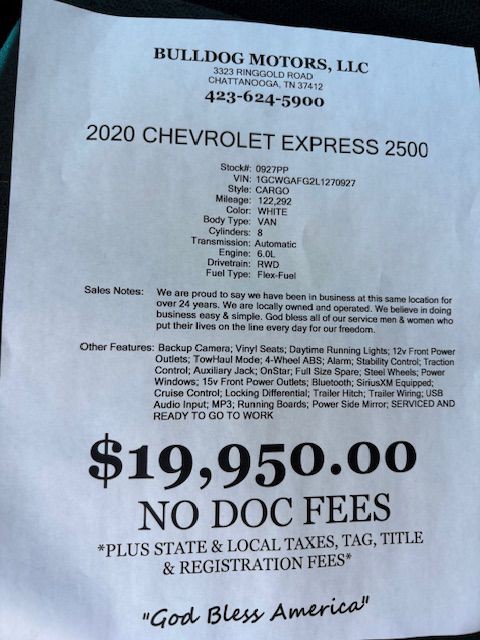 BULLDOG MOTORS, LLC
3323 RINGGOLD ROAD
CHATTANOOGA, TN 37412
423-624-5900
2020 CHEVROLET EXPRESS 2500
Stock#: 0927PP
VIN: 1GCWGAFG2L1270927
Style: CARGO
Mileage: 122,292
Color: WHITE
Body Type: VAN
Cylinders: 8
Transmission: Automatic
Engine: 6.0L
Drivetrain: RWD
Fuel Type: Flex-Fuel
Sales Notes: We are proud to say we have been in business at this same location for
over 24 years. We are locally owned and operated. We believe in doing
business easy & simple. God bless all of our service men & women who
put their lives on the line every day for our freedom.
Other Features: Backup Camera; Vinyl Seats; Daytime Running Lights; 12v Front Power
Outlets; TowHaul Mode; 4-Wheel ABS; Alarm; Stability Control; Traction
Control; Auxiliary Jack; OnStar; Full Size Spare; Steel Wheels; Power
Windows; 15v Front Power Outlets; Bluetooth; SiriusXM Equipped;
Cruise Control; Locking Differential; Trailer Hitch; Trailer Wiring; USB
Audio Input; MP3; Running Boards; Power Side Mirror; SERVICED AND
READY TO GO TO WORK
$19,950.00
NO DOC FEES
*PLUS STATE & LOCAL TAXES, TAG, TITLE
& REGISTRATION FEES*
"God Bless America"